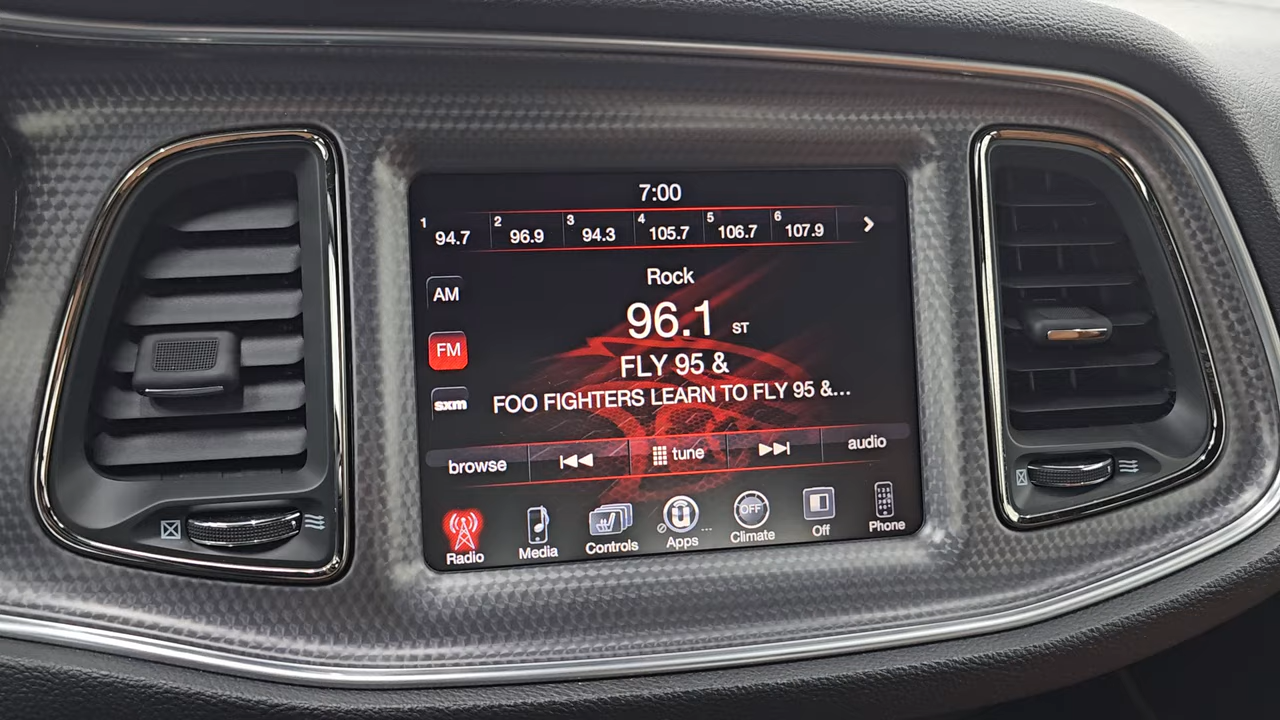 7:00
1 94.7 2 96.9 3 94.3 4 105.7 5 106.7 6 107.9
Rock
AM
96.1 ST
FM
FLY 95 &
sxm
FOO FIGHTERS LEARN TO FLY 95 &...
browse tune audio
OFF
Radio Media Controls Apps ... Climate Off Phone